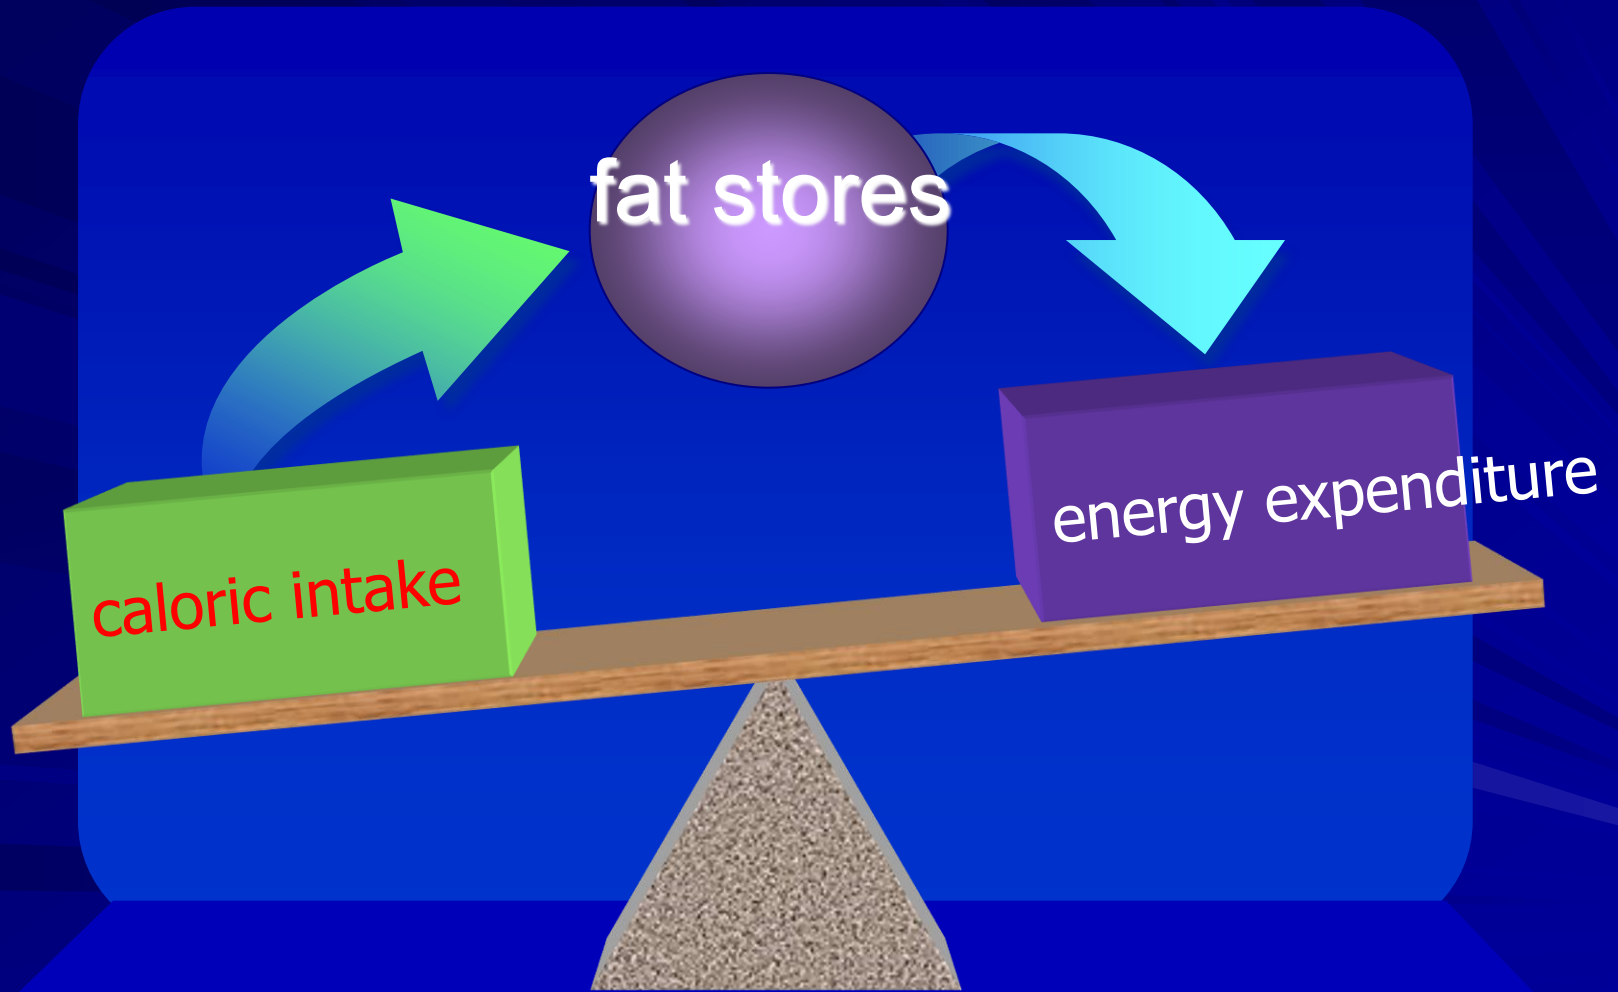 fat stores
caloric intake
energy expenditure